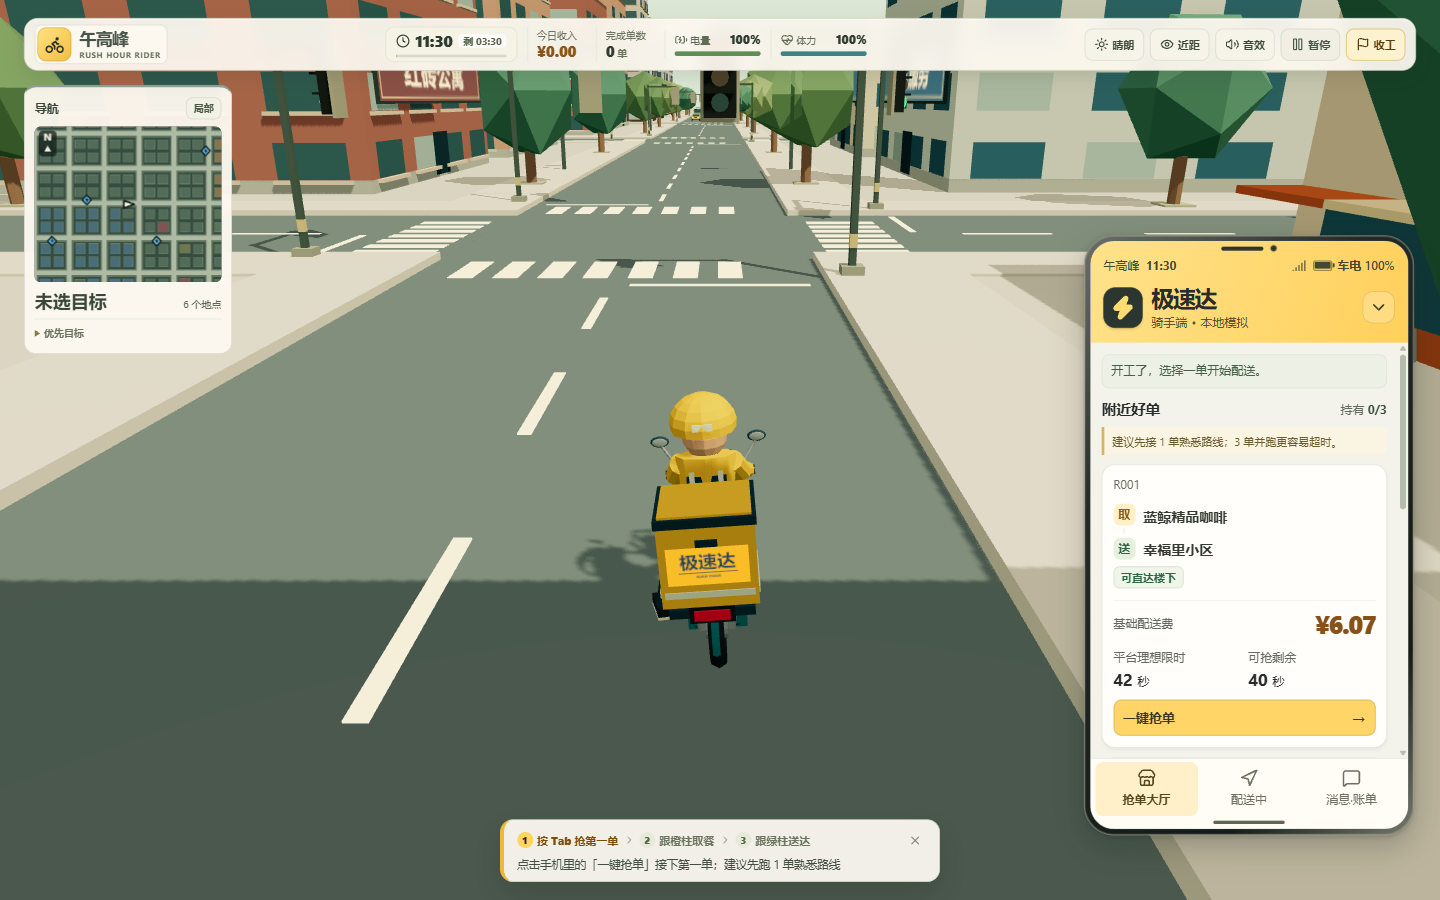 午高峰
RUSH HOUR RIDER
11:30 剩 03:30
今日收入
¥0.00
完成单数
0 单
电量 100%
体力 100%
晴朗
近距
音效
暂停
收工
红砖公寓
导航
局部
N
未选目标
6 个地点
优先目标
极速达
午高峰 11:30
车电 100%
极速达
骑手端 • 本地模拟
开工了，选择一单开始配送。
附近好单
持有 0/3
建议先接 1 单熟悉路线；3 单并跑更容易超时。
R001
取 蓝鲸精品咖啡
送 幸福里小区
可直达楼下
基础配送费
¥6.07
平台理想限时
42 秒
可抢剩余
40 秒
一键抢单 →
抢单大厅
配送中
消息·账单
1 按 Tab 抢第一单 › 2 跟橙柱取餐 › 3 跟绿柱送达
点击手机里的「一键抢单」接下第一单；建议先跑 1 单熟悉路线